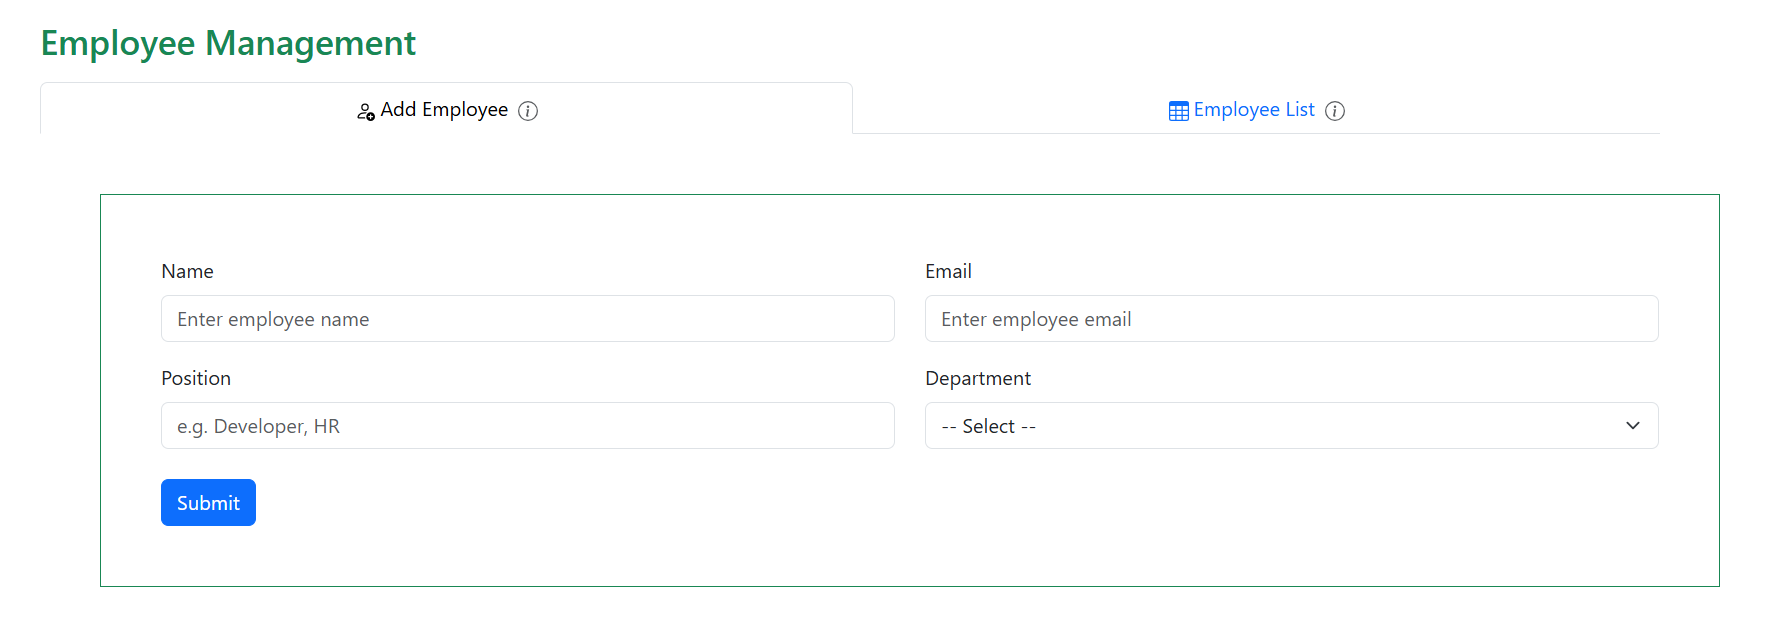 Employee Management
Add Employee
Employee List
Name
Email
Enter employee name
Enter employee email
Position
Department
e.g. Developer, HR
-- Select --
Submit